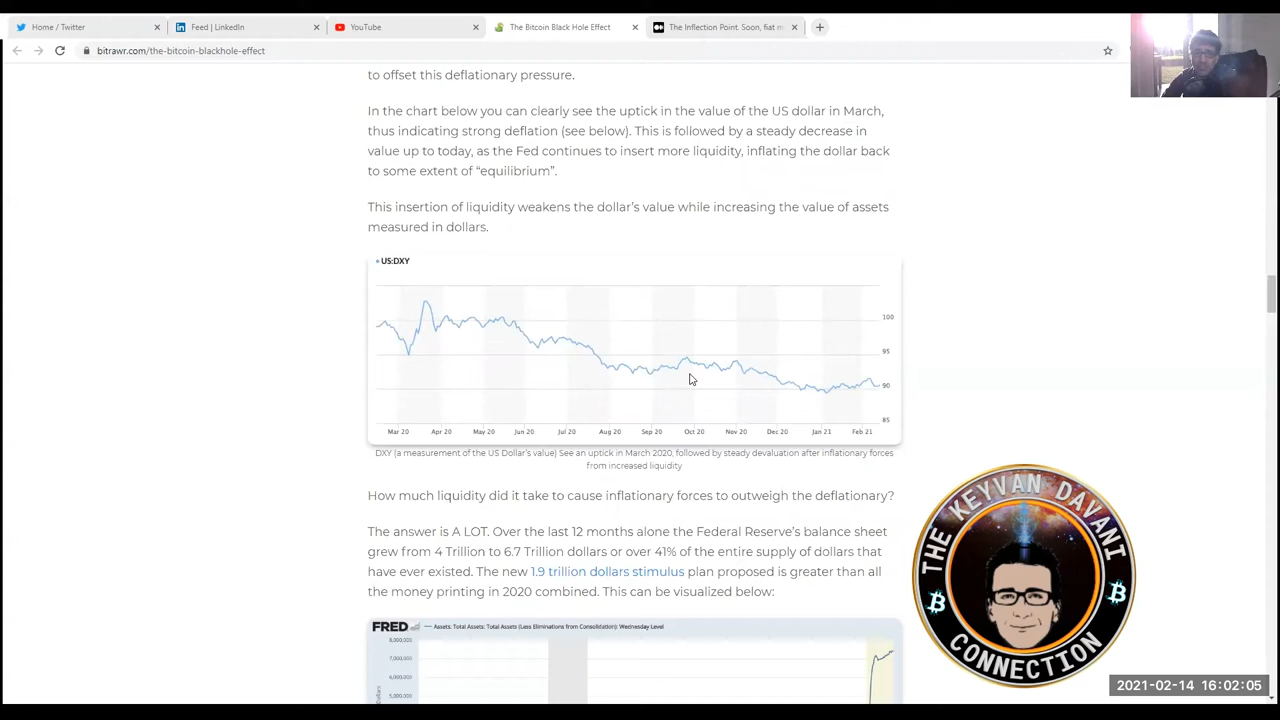 Home / Twitter
Feed | LinkedIn
YouTube
The Bitcoin Black Hole Effect
The Inflection Point. Soon, fiat m
bitrawr.com/the-bitcoin-blackhole-effect
to offset this deflationary pressure.
In the chart below you can clearly see the uptick in the value of the US dollar in March,
thus indicating strong deflation (see below). This is followed by a steady decrease in
value up to today, as the Fed continues to insert more liquidity, inflating the dollar back
to some extent of “equilibrium”.
This insertion of liquidity weakens the dollar’s value while increasing the value of assets
measured in dollars.
US:DXY
100
95
90
85
Mar 20 Apr 20 May 20 Jun 20 Jul 20 Aug 20 Sep 20 Oct 20 Nov 20 Dec 20 Jan 21 Feb 21
DXY (a measurement of the US Dollar’s value) See an uptick in March 2020, followed by steady devaluation after inflationary forces
from increased liquidity
How much liquidity did it take to cause inflationary forces to outweigh the deflationary?
The answer is A LOT. Over the last 12 months alone the Federal Reserve’s balance sheet
grew from 4 Trillion to 6.7 Trillion dollars or over 41% of the entire supply of dollars that
have ever existed. The new 1.9 trillion dollars stimulus plan proposed is greater than all
the money printing in 2020 combined. This can be visualized below:
FRED
Assets: Total Assets: Total Assets (Less Eliminations from Consolidation): Wednesday Level
8,000,000
7,000,000
6,000,000
5,000,000
THE KEYVAN DAVANI
CONNECTION
2021-02-14 16:02:05